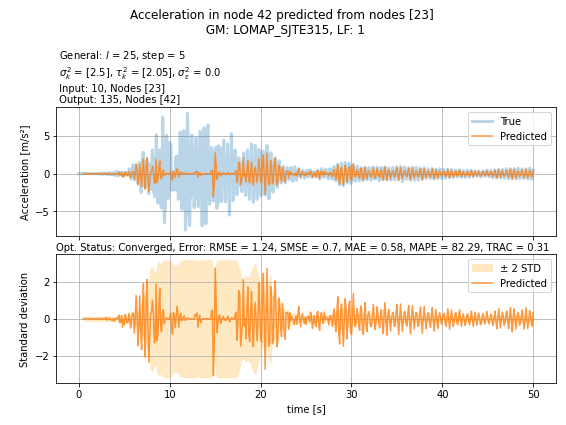 Acceleration in node 42 predicted from nodes [23]
GM: LOMAP_SJTE315, LF: 1
General: l = 25, step = 5
σ²ₖ = [2.5], τ²ₖ = [2.05], σ²ε = 0.0
Input: 10, Nodes [23]
Output: 135, Nodes [42]
Acceleration [m/s²]
5
0
−5
True
Predicted
Opt. Status: Converged, Error: RMSE = 1.24, SMSE = 0.7, MAE = 0.58, MAPE = 82.29, TRAC = 0.31
Standard deviation
2
0
−2
± 2 STD
Predicted
0 10 20 30 40 50
time [s]